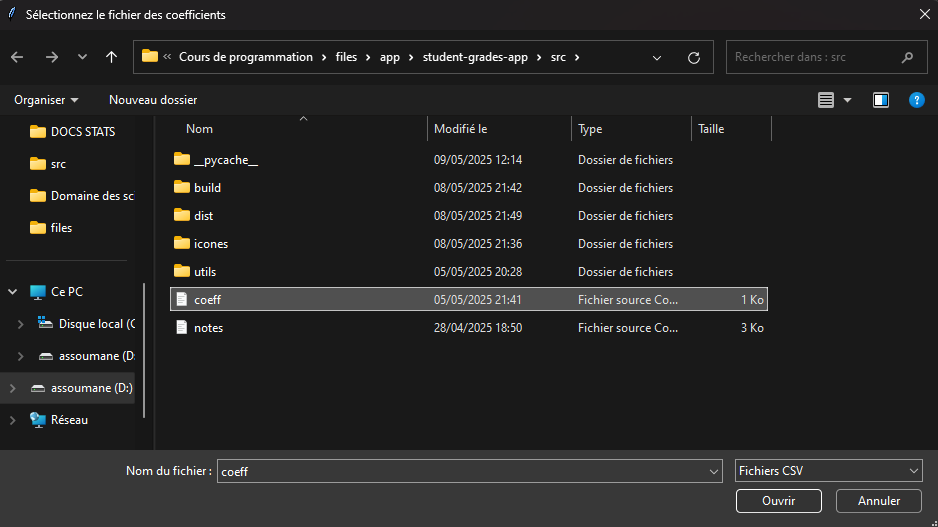 Sélectionnez le fichier des coefficients
« Cours de programmation > files > app > student-grades-app > src >
Rechercher dans : src
Organiser
Nouveau dossier
?
Nom
Modifié le
Type
Taille
DOCS STATS
src
Domaine des sc
files
Ce PC
Disque local (C
assoumane (D:
assoumane (D:)
Réseau
__pycache__ 09/05/2025 12:14 Dossier de fichiers
build 08/05/2025 21:42 Dossier de fichiers
dist 08/05/2025 21:49 Dossier de fichiers
icones 08/05/2025 21:36 Dossier de fichiers
utils 05/05/2025 20:28 Dossier de fichiers
coeff 05/05/2025 21:41 Fichier source Co... 1 Ko
notes 28/04/2025 18:50 Fichier source Co... 3 Ko
Nom du fichier : coeff
Fichiers CSV
Ouvrir
Annuler